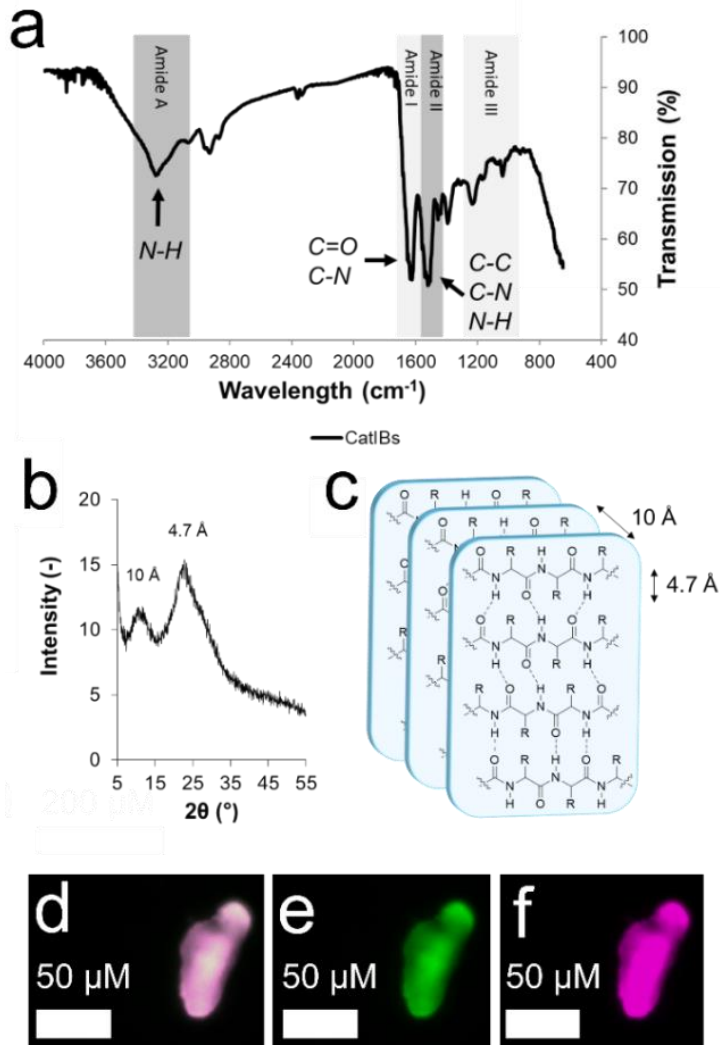 a
Amide A
Amide I
Amide II
Amide III
100
90
80
70
60
50
40
Transmission (%)
N-H
C=O
C-N
C-C
C-N
N-H
4000 3600 3200 2800 2400 2000 1600 1200 800 400
Wavelength (cm-1)
CatIBs
b
20
15
10
5
0
Intensity (-)
10 Å
4.7 Å
5 15 25 35 45 55
2θ (°)
200 µM
c
10 Å
4.7 Å
d
50 µM
e
50 µM
f
50 µM